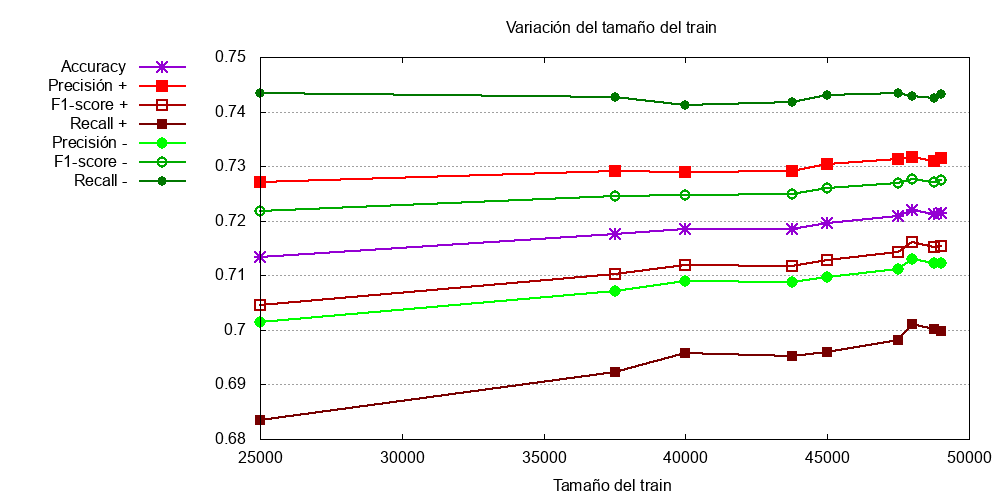 Variación del tamaño del train
Accuracy
Precisión +
F1-score +
Recall +
Precisión -
F1-score -
Recall -
0.75
0.74
0.73
0.72
0.71
0.7
0.69
0.68
25000 30000 35000 40000 45000 50000
Tamaño del train